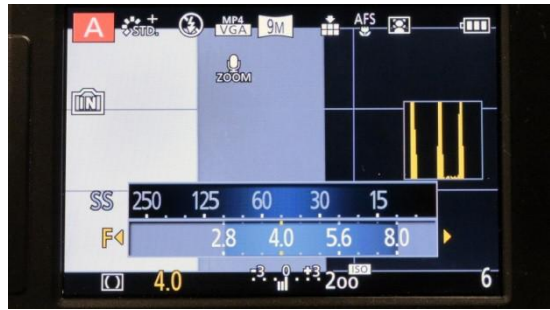 A STD. MP4 VGA 9M AFS
ZOOM
IN
SS 250 125 60 30 15
F 2.8 4.0 5.6 8.0
4.0 -3 0 +3 ISO 200 6